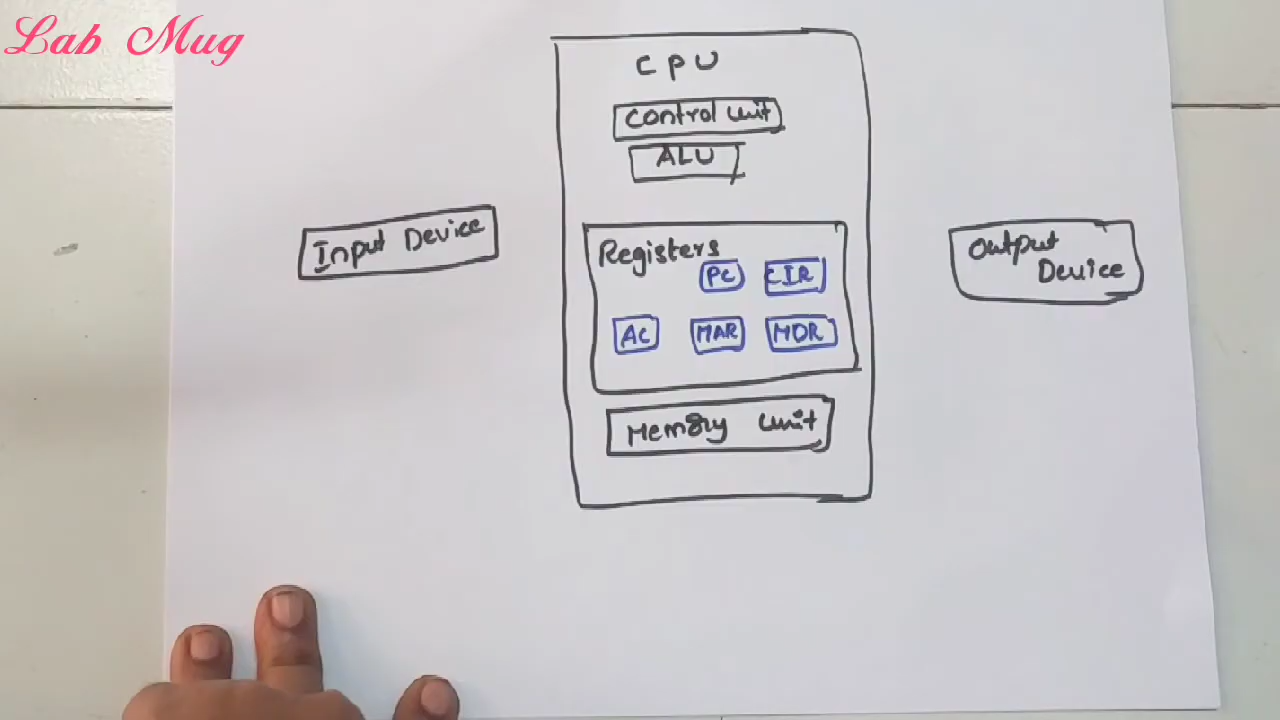 Lab Mug
CPU
Control unit
ALU
Input Device
Registers
PC CIR
AC MAR MDR
Memory unit
Output
Device